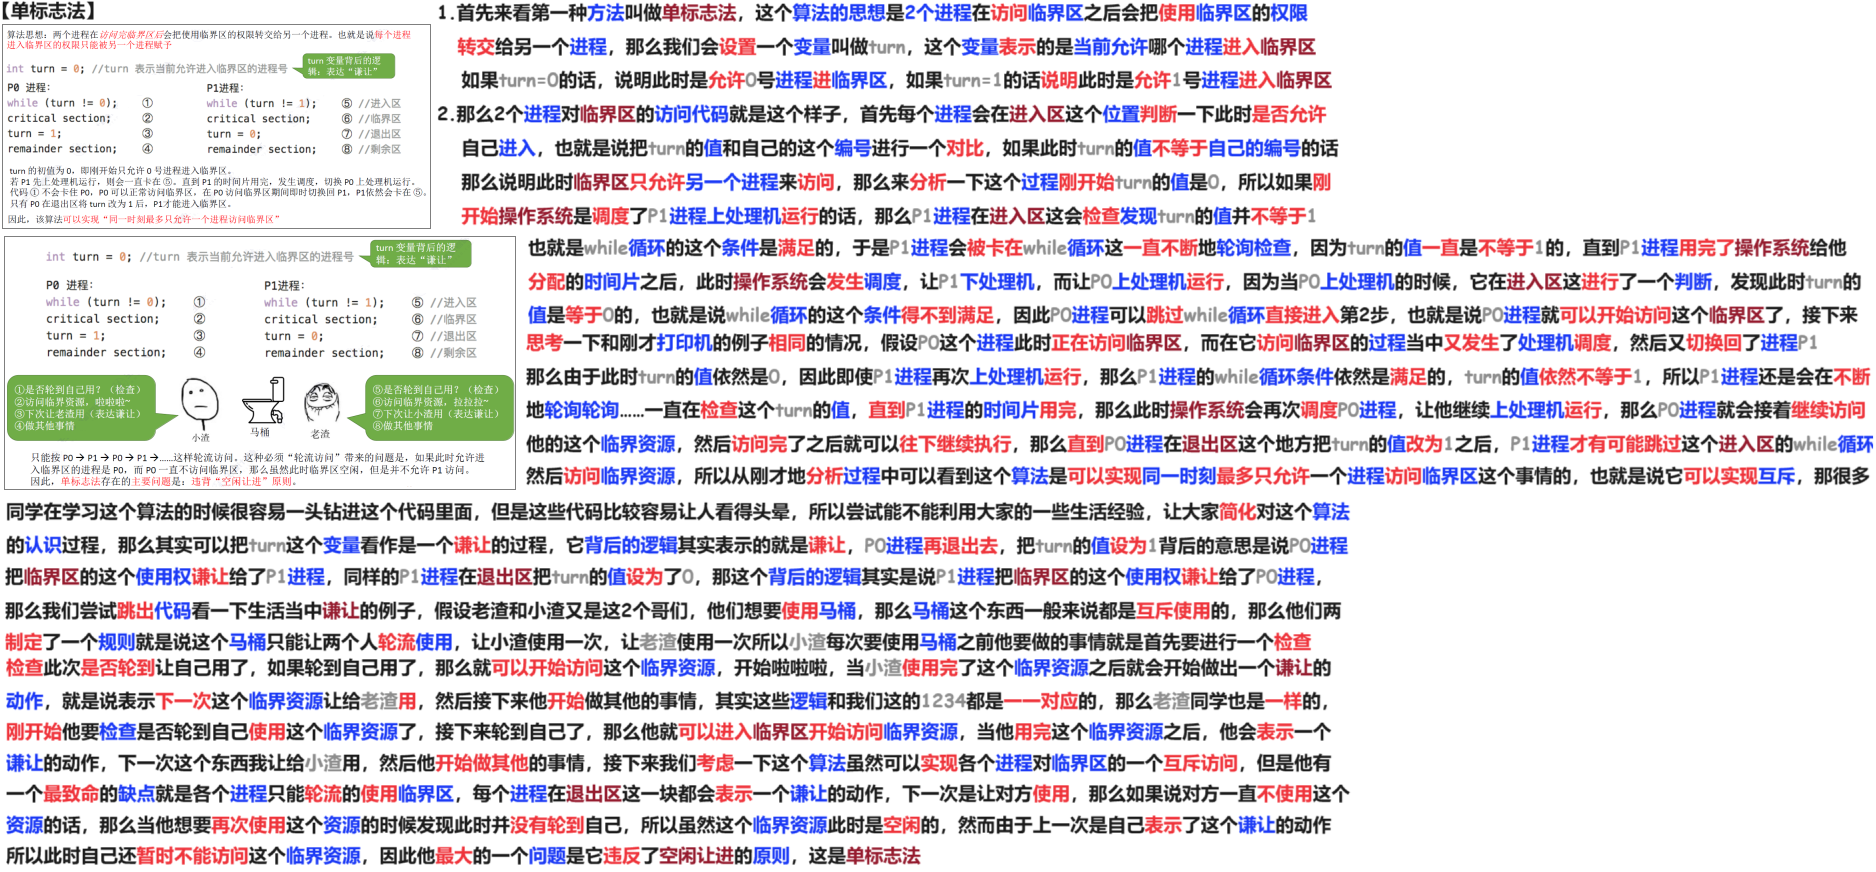 【单标志法】
算法思想：两个进程在访问完临界区后会把使用临界区的权限转交给另一个进程。也就是说每个进程
进入临界区的权限只能被另一个进程赋予
int turn = 0; //turn 表示当前允许进入临界区的进程号
turn 变量背后的逻
辑：表达“谦让”
P0 进程： P1进程：
while (turn != 0); ① while (turn != 1); ⑤ //进入区
critical section; ② critical section; ⑥ //临界区
turn = 1; ③ turn = 0; ⑦ //退出区
remainder section; ④ remainder section; ⑧ //剩余区
turn 的初值为 0，即刚开始只允许 0 号进程进入临界区。
若 P1 先上处理机运行，则会一直卡在 ⑤。直到 P1 的时间片用完，发生调度，切换 P0 上处理机运行。
代码 ① 不会卡住 P0，P0 可以正常访问临界区，在 P0 访问临界区期间即时切换回 P1，P1依然会卡在 ⑤。
只有 P0 在退出区将 turn 改为 1 后，P1才能进入临界区。
因此，该算法可以实现“同一时刻最多只允许一个进程访问临界区”
int turn = 0; //turn 表示当前允许进入临界区的进程号
turn 变量背后的逻
辑：表达“谦让”
P0 进程： P1进程：
while (turn != 0); ① while (turn != 1); ⑤ //进入区
critical section; ② critical section; ⑥ //临界区
turn = 1; ③ turn = 0; ⑦ //退出区
remainder section; ④ remainder section; ⑧ //剩余区
①是否轮到自己用？（检查）
②访问临界资源，啦啦啦~
③下次让老渣用（表达谦让）
④做其他事情
小渣
马桶
老渣
⑤是否轮到自己用？（检查）
⑥访问临界资源，拉拉拉~
⑦下次让小渣用（表达谦让）
⑧做其他事情
只能按 P0 → P1 → P0 → P1 →……这样轮流访问。这种必须“轮流访问”带来的问题是，如果此时允许进
入临界区的进程是 P0，而 P0 一直不访问临界区，那么虽然此时临界区空闲，但是并不允许 P1 访问。
因此，单标志法存在的主要问题是：违背“空闲让进”原则。
1.首先来看第一种方法叫做单标志法，这个算法的思想是2个进程在访问临界区之后会把使用临界区的权限
转交给另一个进程，那么我们会设置一个变量叫做turn，这个变量表示的是当前允许哪个进程进入临界区
如果turn=0的话，说明此时是允许0号进程进临界区，如果turn=1的话说明此时是允许1号进程进入临界区
2.那么2个进程对临界区的访问代码就是这个样子，首先每个进程会在进入区这个位置判断一下此时是否允许
自己进入，也就是说把turn的值和自己的这个编号进行一个对比，如果此时turn的值不等于自己的编号的话
那么说明此时临界区只允许另一个进程来访问，那么来分析一下这个过程刚开始turn的值是0，所以如果刚
开始操作系统是调度了P1进程上处理机运行的话，那么P1进程在进入区这会检查发现turn的值并不等于1
也就是while循环的这个条件是满足的，于是P1进程会被卡在while循环这一直不断地轮询检查，因为turn的值一直是不等于1的，直到P1进程用完了操作系统给他
分配的时间片之后，此时操作系统会发生调度，让P1下处理机，而让P0上处理机运行，因为当P0上处理机的时候，它在进入区这进行了一个判断，发现此时turn的
值是等于0的，也就是说while循环的这个条件得不到满足，因此P0进程可以跳过while循环直接进入第2步，也就是说P0进程就可以开始访问这个临界区了，接下来
思考一下和刚才打印机的例子相同的情况，假设P0这个进程此时正在访问临界区，而在它访问临界区的过程当中又发生了处理机调度，然后又切换回了进程P1
那么由于此时turn的值依然是0，因此即使P1进程再次上处理机运行，那么P1进程的while循环条件依然是满足的，turn的值依然不等于1，所以P1进程还是会在不断
地轮询轮询……一直在检查这个turn的值，直到P1进程的时间片用完，那么此时操作系统会再次调度P0进程，让他继续上处理机运行，那么P0进程就会接着继续访问
他的这个临界资源，然后访问完了之后就可以往下继续执行，那么直到P0进程在退出区这个地方把turn的值改为1之后，P1进程才有可能跳过这个进入区的while循环
然后访问临界资源，所以从刚才地分析过程中可以看到这个算法是可以实现同一时刻最多只允许一个进程访问临界区这个事情的，也就是说它可以实现互斥，那很多
同学在学习这个算法的时候很容易一头钻进这个代码里面，但是这些代码比较容易让人看得头晕，所以尝试能不能利用大家的一些生活经验，让大家简化对这个算法
的认识过程，那么其实可以把turn这个变量看作是一个谦让的过程，它背后的逻辑其实表示的就是谦让，P0进程再退出去，把turn的值设为1背后的意思是说P0进程
把临界区的这个使用权谦让给了P1进程，同样的P1进程在退出区把turn的值设为了0，那这个背后的逻辑其实是说P1进程把临界区的这个使用权谦让给了P0进程，
那么我们尝试跳出代码看一下生活当中谦让的例子，假设老渣和小渣又是这2个哥们，他们想要使用马桶，那么马桶这个东西一般来说都是互斥使用的，那么他们两
制定了一个规则就是说这个马桶只能让两个人轮流使用，让小渣使用一次，让老渣使用一次所以小渣每次要使用马桶之前他要做的事情就是首先要进行一个检查
检查此次是否轮到让自己用了，如果轮到自己用了，那么就可以开始访问这个临界资源，开始啦啦啦，当小渣使用完了这个临界资源之后就会开始做出一个谦让的
动作，就是说表示下一次这个临界资源让给老渣用，然后接下来他开始做其他的事情，其实这些逻辑和我们这的1234都是一一对应的，那么老渣同学也是一样的，
刚开始他要检查是否轮到自己使用这个临界资源了，接下来轮到自己了，那么他就可以进入临界区开始访问临界资源，当他用完这个临界资源之后，他会表示一个
谦让的动作，下一次这个东西我让给小渣用，然后他开始做其他的事情，接下来我们考虑一下这个算法虽然可以实现各个进程对临界区的一个互斥访问，但是他有
一个最致命的缺点就是各个进程只能轮流的使用临界区，每个进程在退出区这一块都会表示一个谦让的动作，下一次是让对方使用，那么如果说对方一直不使用这个
资源的话，那么当他想要再次使用这个资源的时候发现此时并没有轮到自己，所以虽然这个临界资源此时是空闲的，然而由于上一次是自己表示了这个谦让的动作
所以此时自己还暂时不能访问这个临界资源，因此他最大的一个问题是它违反了空闲让进的原则，这是单标志法